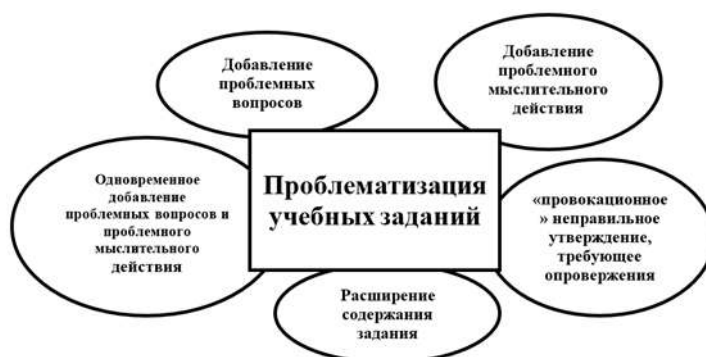 Добавление
проблемных
вопросов
Добавление
проблемного
мыслительного
действия
Проблематизация
учебных заданий
Одновременное
добавление
проблемных вопросов и
проблемного
мыслительного
действия
«провокационное
» неправильное
утверждение,
требующее
опровержения
Расширение
содержания
задания